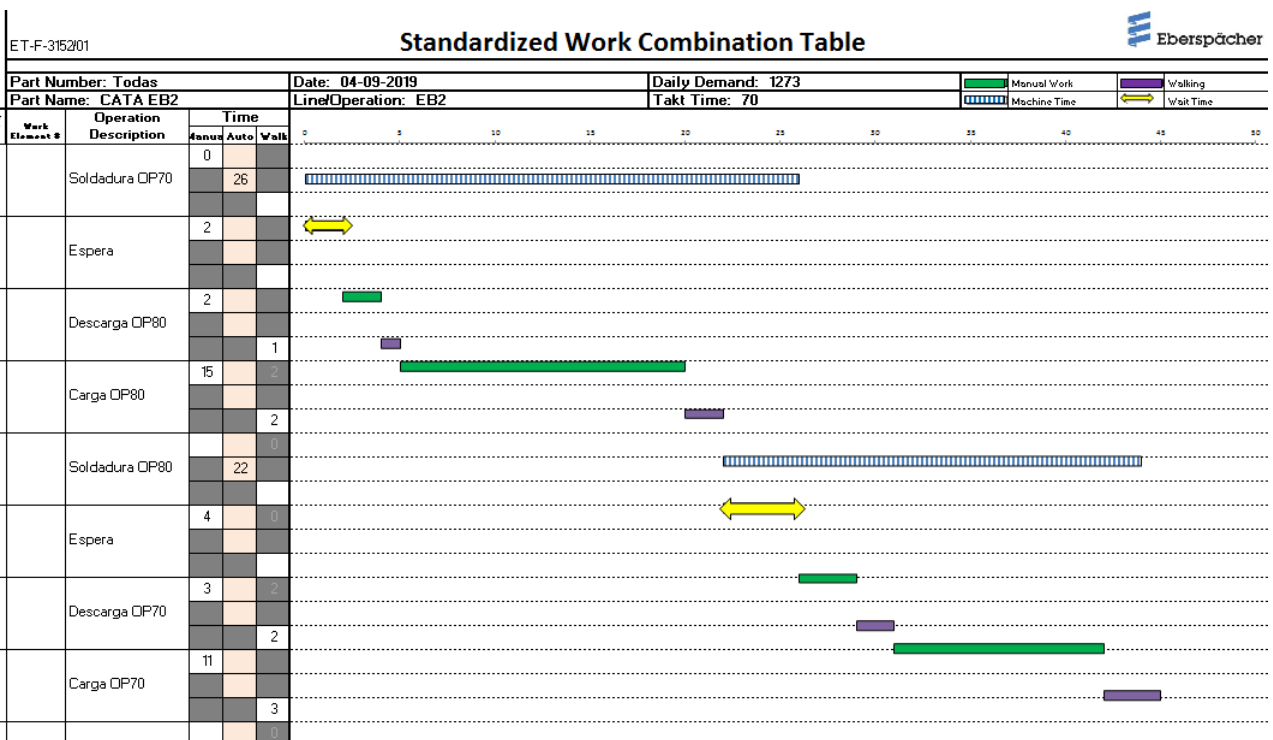 ET-F-3152/01
Standardized Work Combination Table
Eberspächer
Part Number: Todas
Date: 04-09-2019
Daily Demand: 1273
Manual Work
Walking
Part Name: CATA EB2
Line/Operation: EB2
Takt Time: 70
Machine Time
Wait Time
Work Element #
Operation Description
Time
Manua Auto Walk
0 5 10 15 20 25 30 35 40 45 50
0
Soldadura OP70 26
2
Espera
2
Descarga OP80
1
15 2
Carga OP80
2
0
Soldadura OP80 22
4 0
Espera
3 2
Descarga OP70
2
11
Carga OP70
3
0